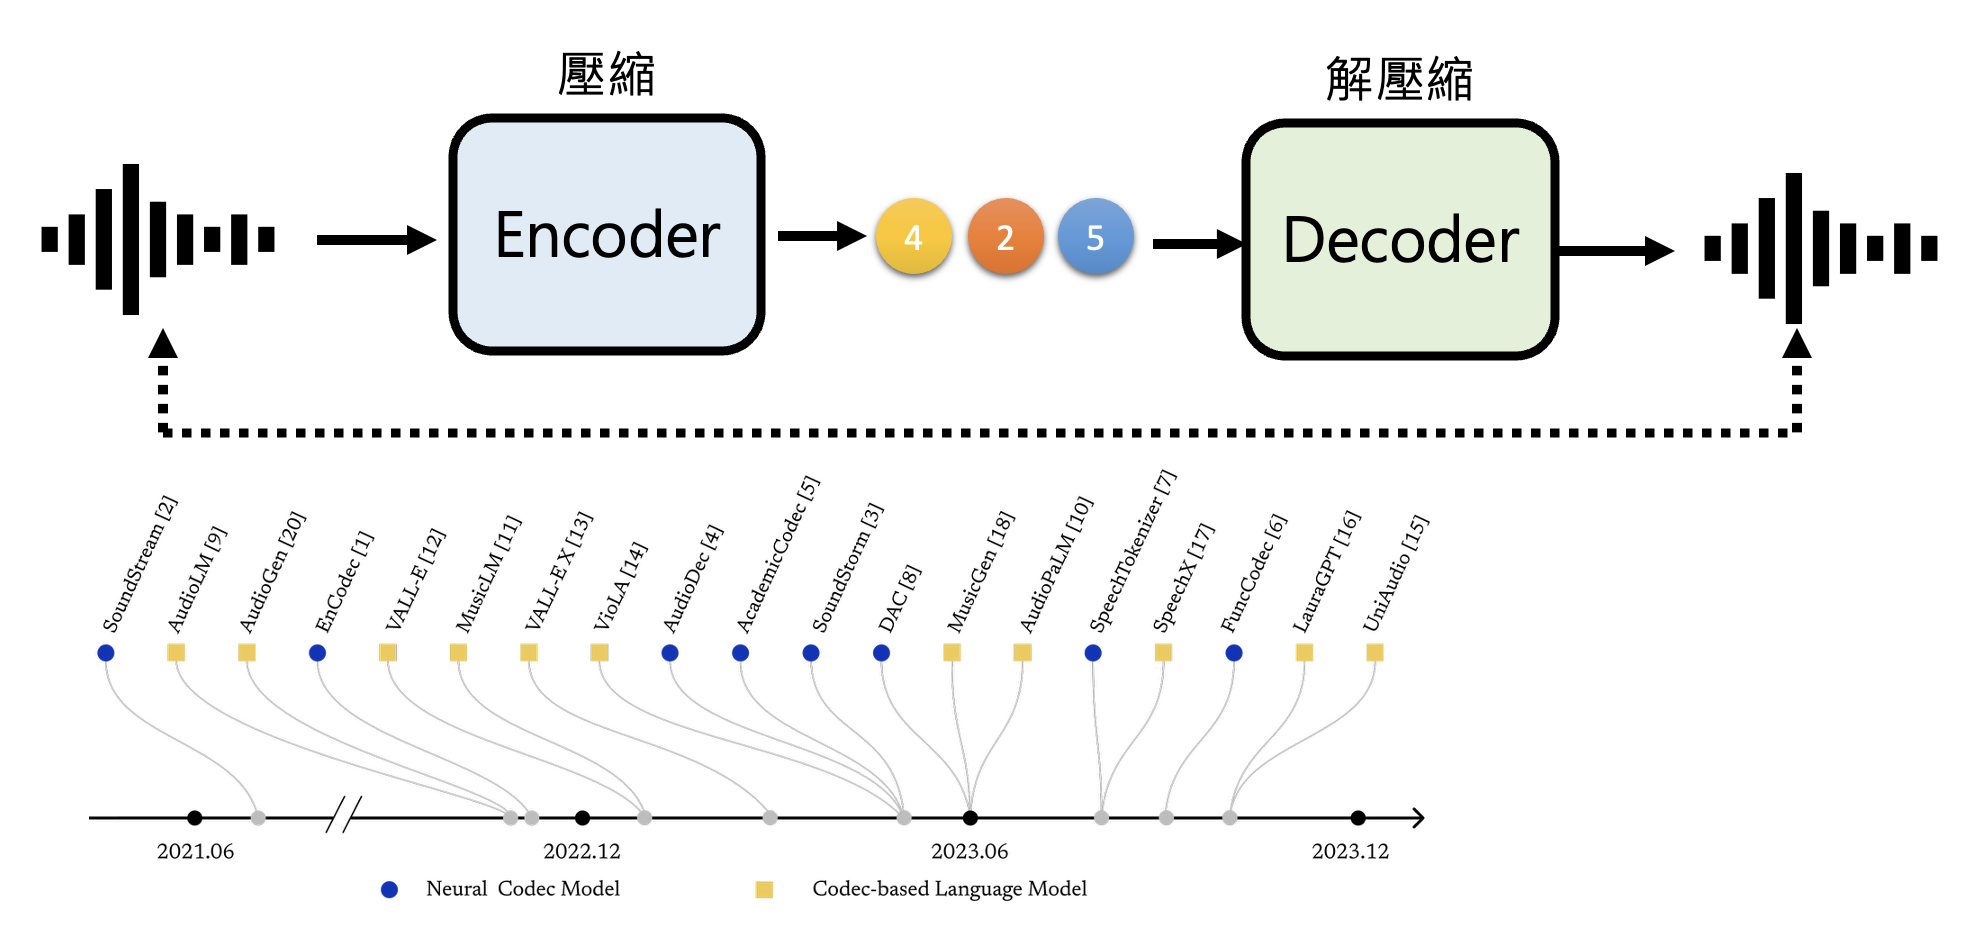 壓縮
解壓縮
Encoder
4 2 5
Decoder
SoundStream [2]
AudioLM [9]
AudioGen [20]
EnCodec [1]
VALL-E [12]
MusicLM [11]
VALL-E X [13]
VioLA [14]
AudioDec [4]
AcademicCodec [5]
SoundStorm [3]
DAC [8]
MusicGen [18]
AudioPaLM [10]
SpeechTokenizer [7]
SpeechX [17]
FuncCodec [6]
LauraGPT [16]
UniAudio [15]
2021.06
2022.12
2023.06
2023.12
Neural Codec Model
Codec-based Language Model